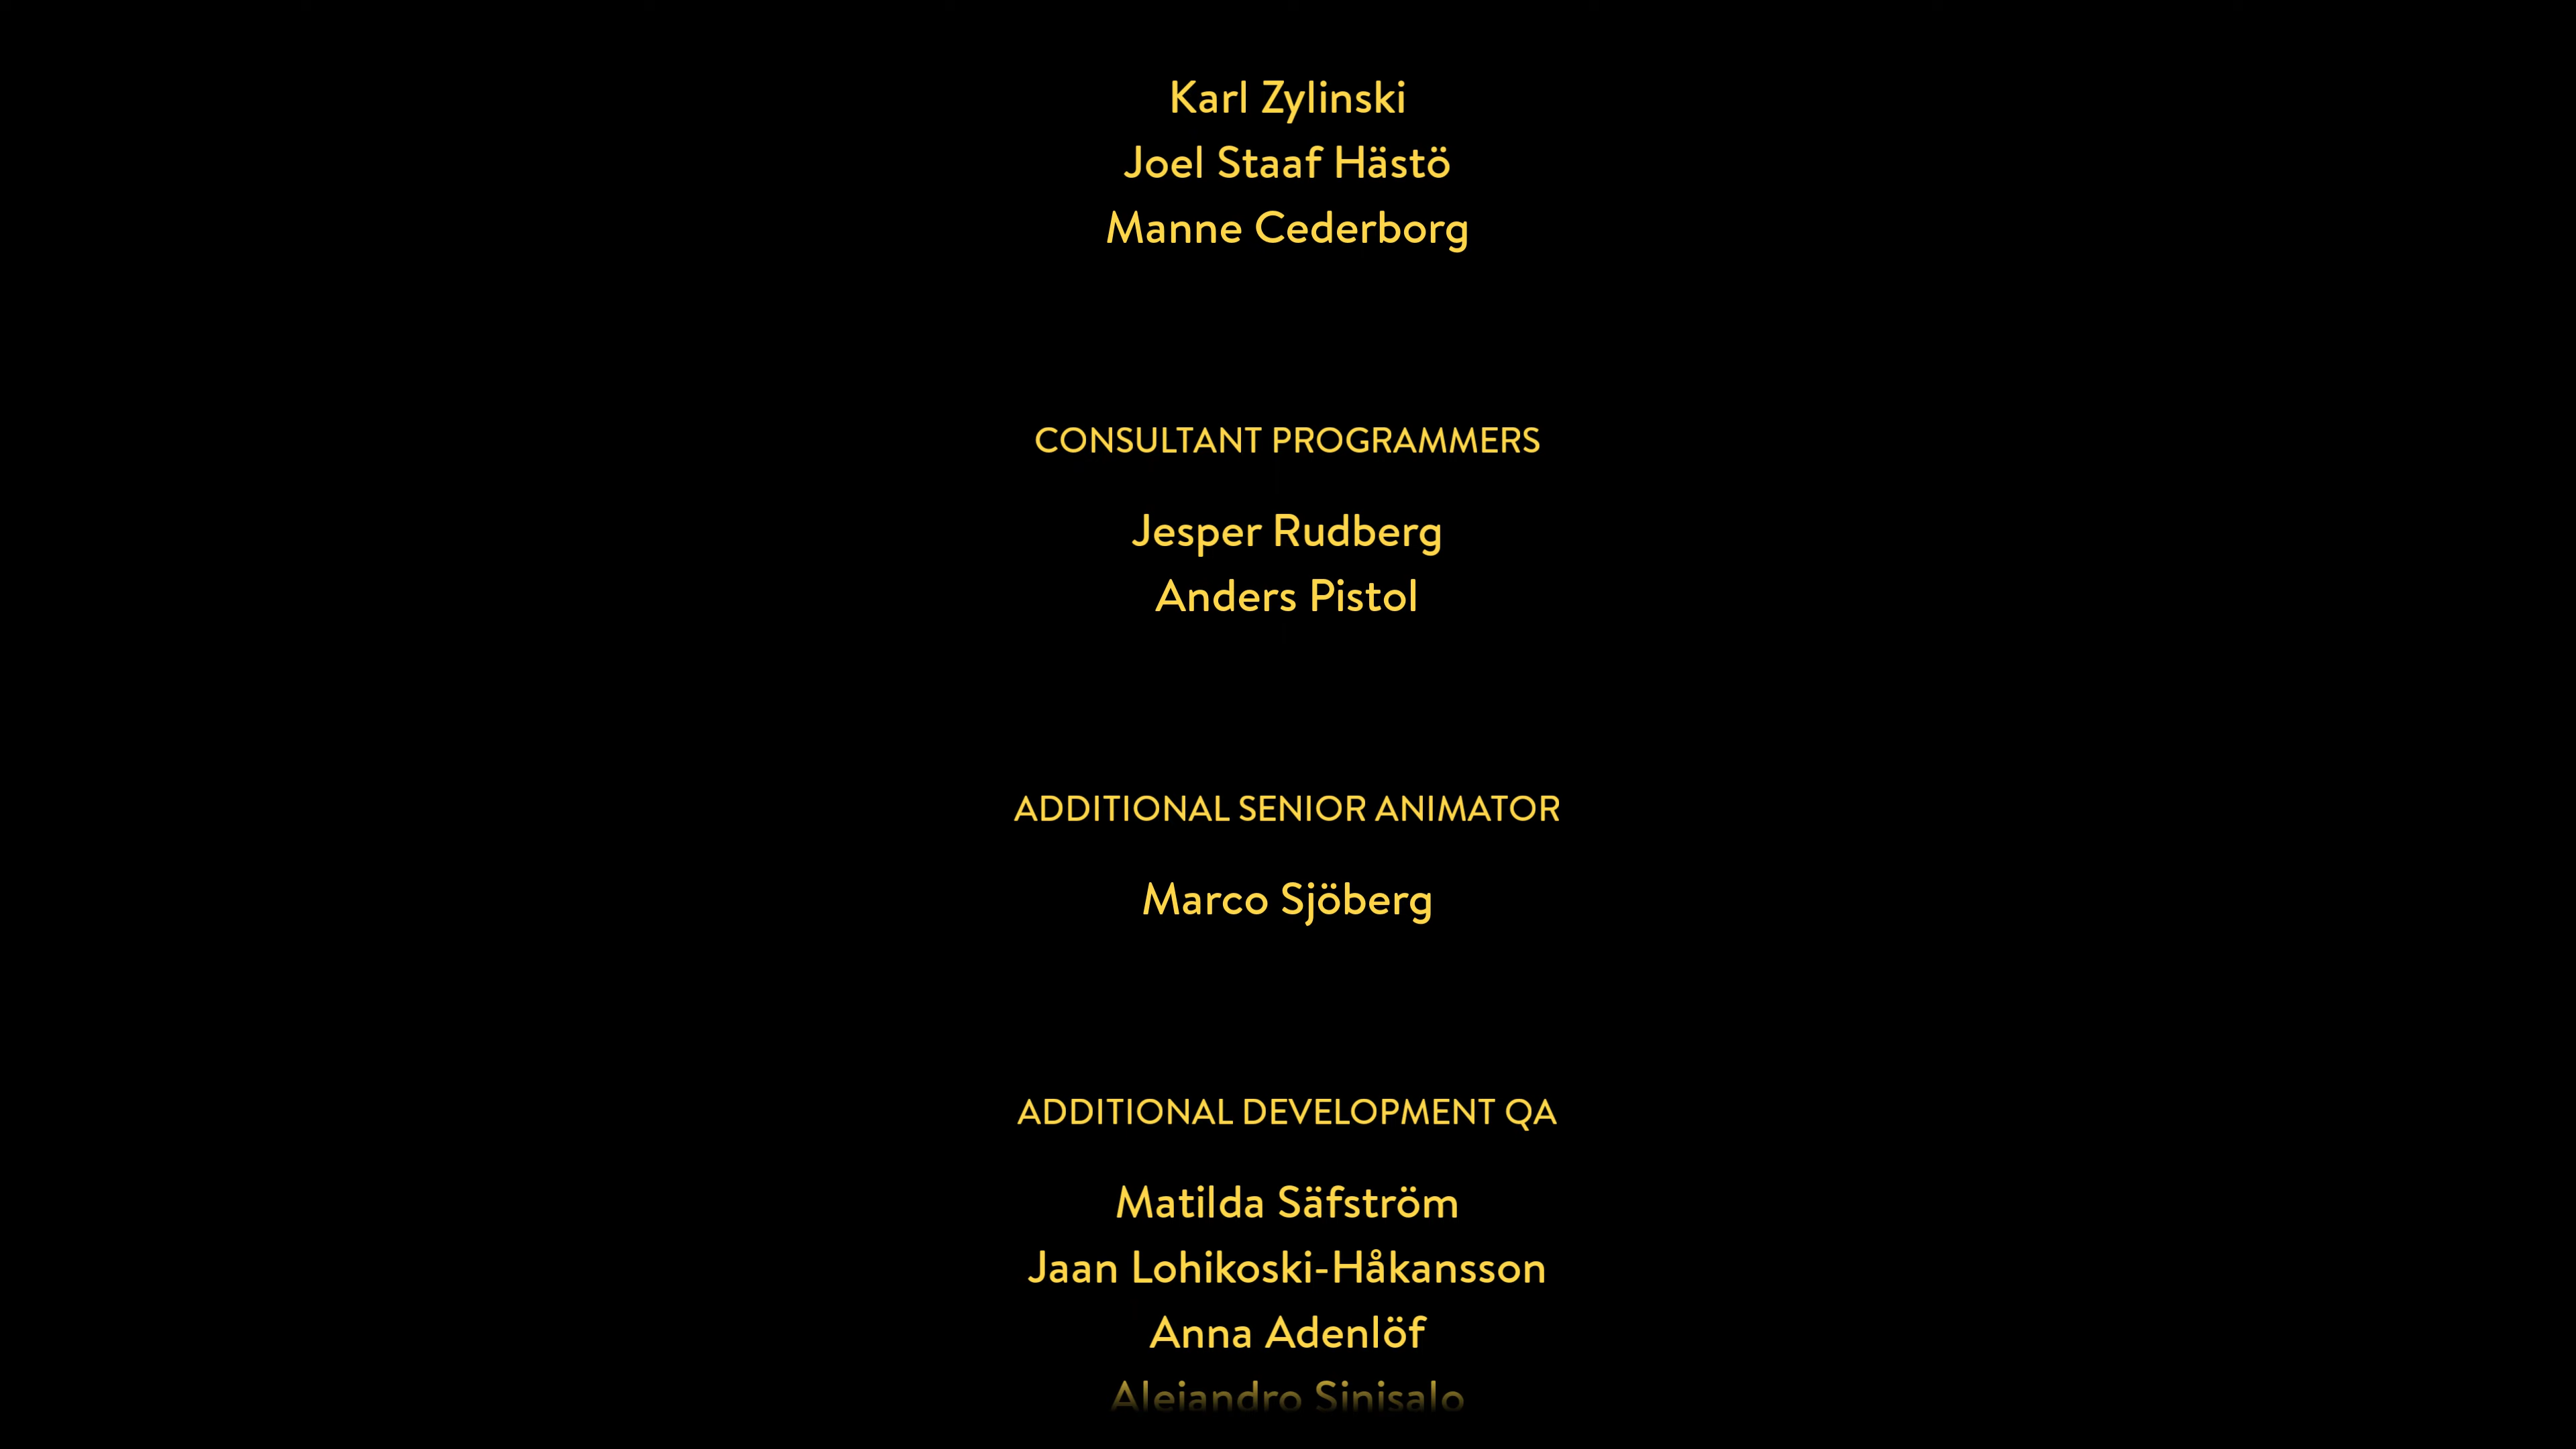 Karl Zylinski
Joel Staaf Hästö
Manne Cederborg
CONSULTANT PROGRAMMERS
Jesper Rudberg
Anders Pistol
ADDITIONAL SENIOR ANIMATOR
Marco Sjöberg
ADDITIONAL DEVELOPMENT QA
Matilda Säfström
Jaan Lohikoski-Håkansson
Anna Adenlöf
Alejandro Sinisalo